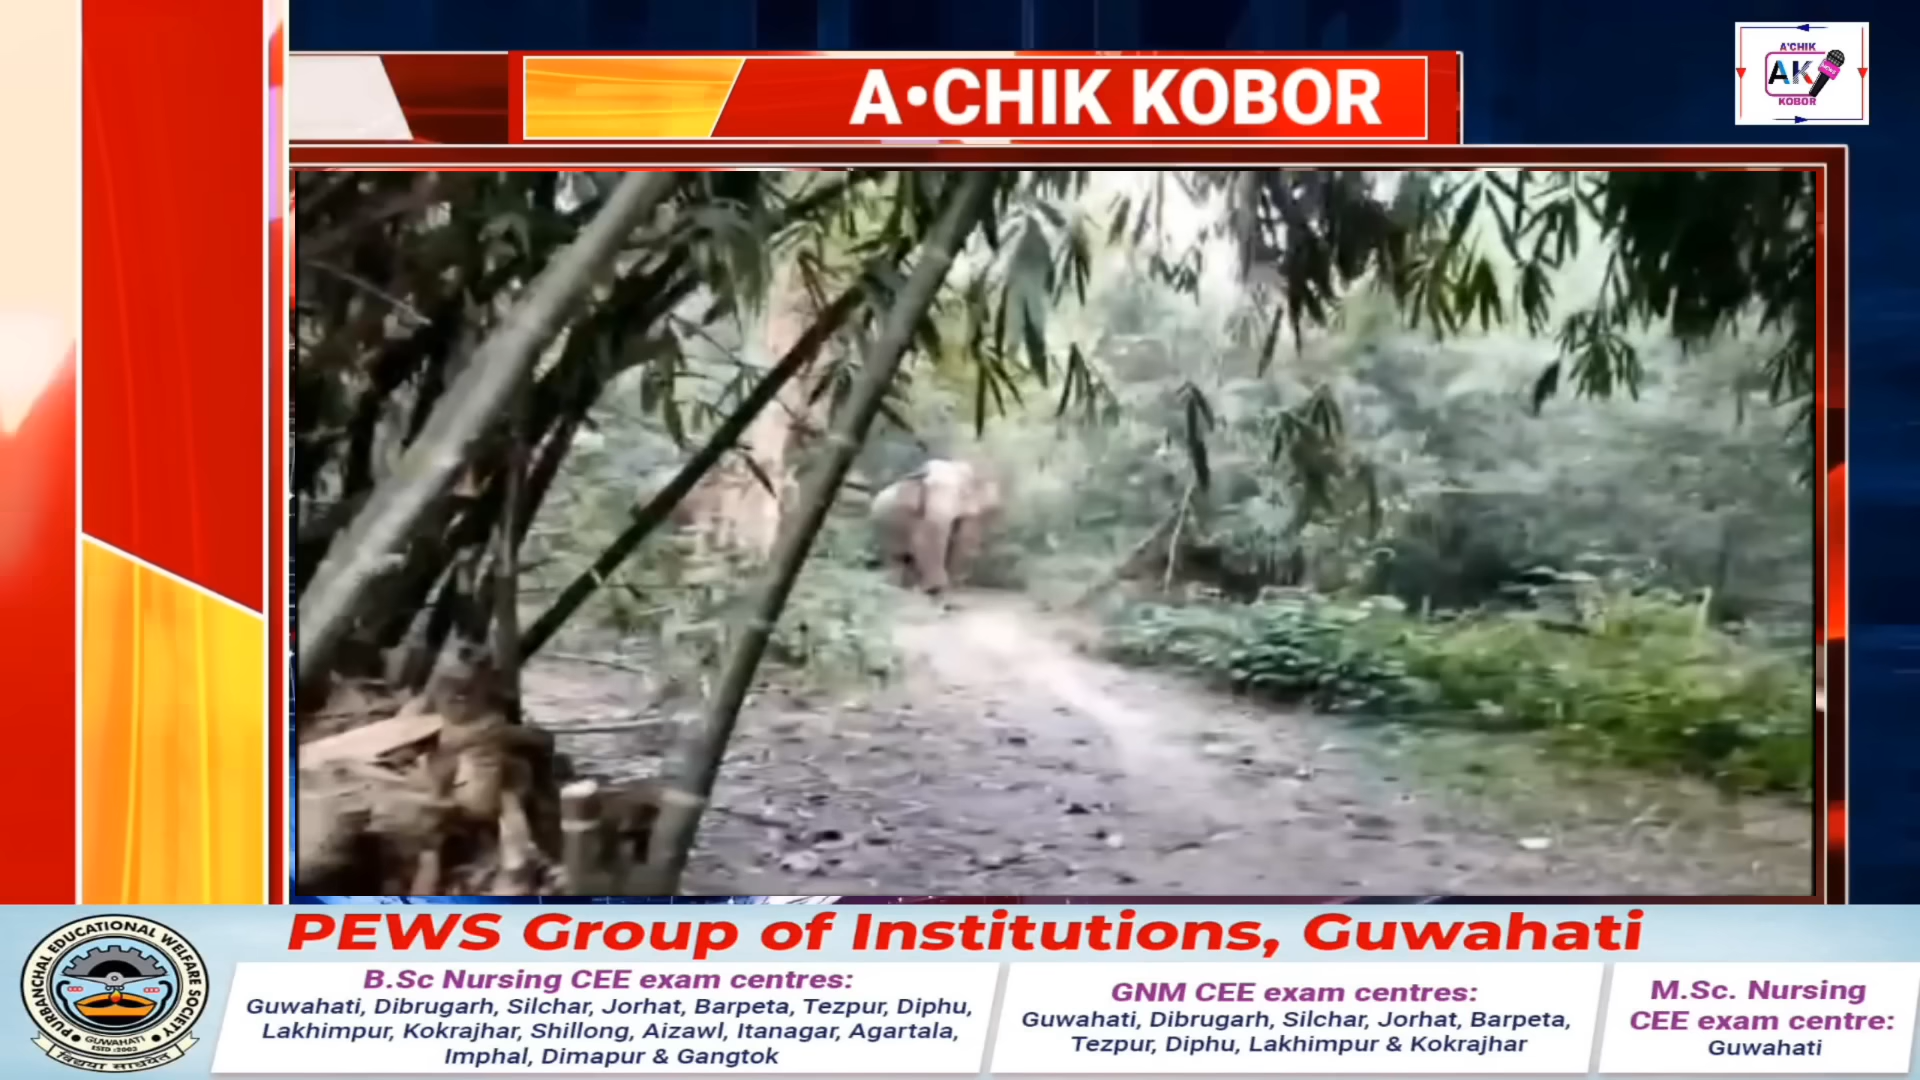 A•CHIK KOBOR
A'CHIK
AK
KOBOR
PEWS Group of Institutions, Guwahati
PURBANCHAL EDUCATIONAL WELFARE SOCIETY
GUWAHATI
ESTD :2003
विद्यया साधयेत
B.Sc Nursing CEE exam centres:
Guwahati, Dibrugarh, Silchar, Jorhat, Barpeta, Tezpur, Diphu,
Lakhimpur, Kokrajhar, Shillong, Aizawl, Itanagar, Agartala,
Imphal, Dimapur & Gangtok
GNM CEE exam centres:
Guwahati, Dibrugarh, Silchar, Jorhat, Barpeta,
Tezpur, Diphu, Lakhimpur & Kokrajhar
M.Sc. Nursing
CEE exam centre:
Guwahati